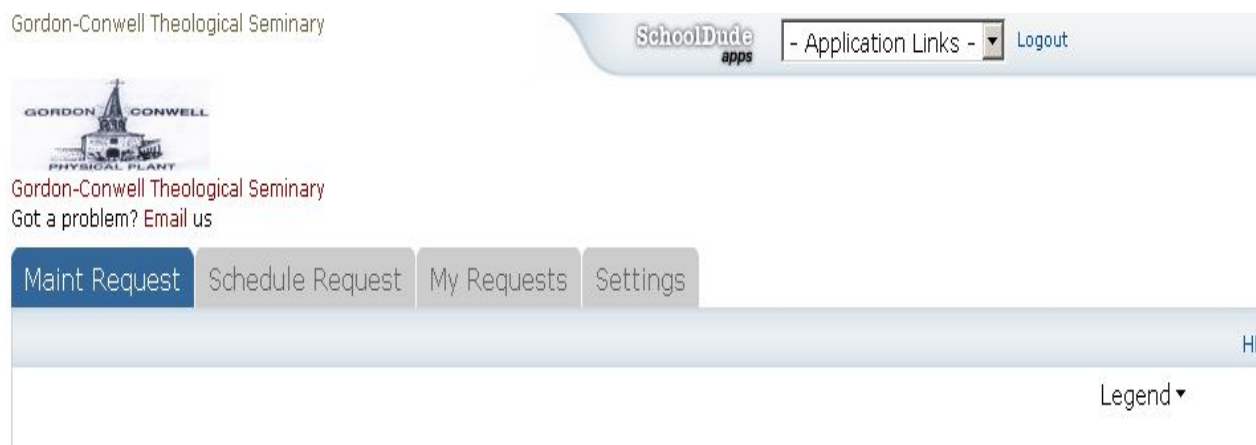 Gordon-Conwell Theological Seminary
SchoolDude
apps
- Application Links -
Logout
GORDON CONWELL
PHYSICAL PLANT
Gordon-Conwell Theological Seminary
Got a problem? Email us
Maint Request
Schedule Request
My Requests
Settings
Legend